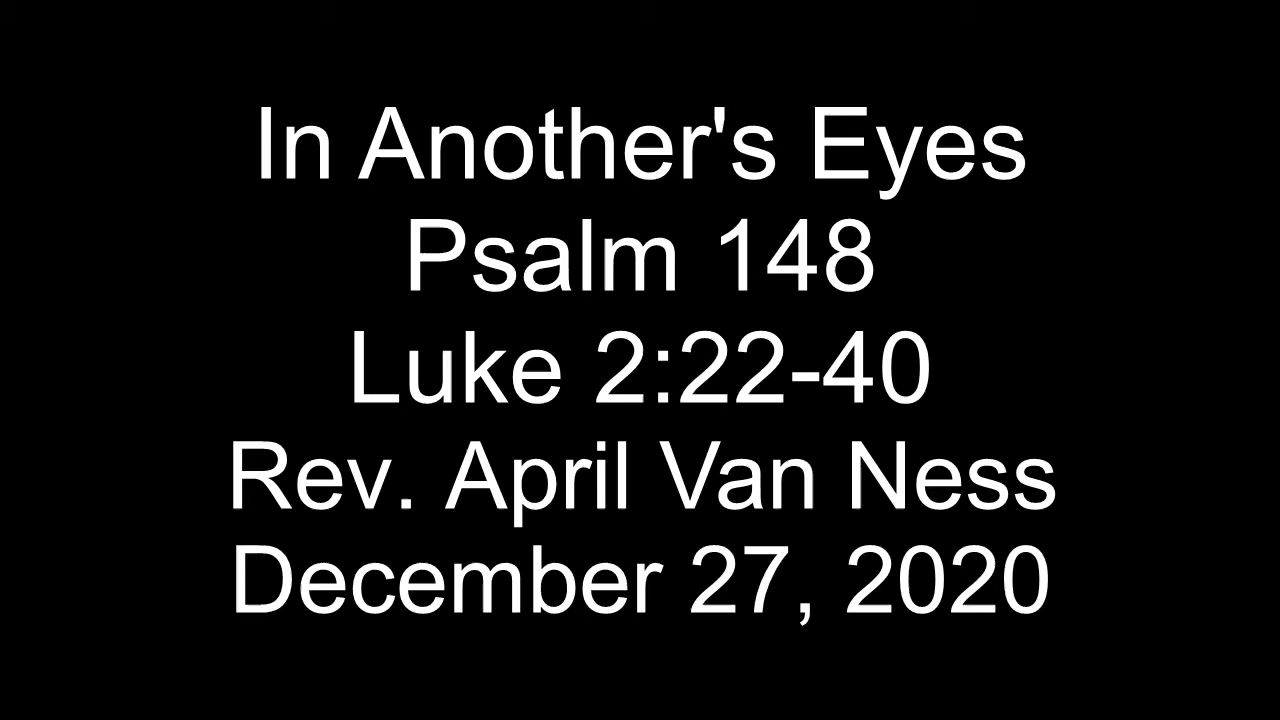 In Another's Eyes
Psalm 148
Luke 2:22-40
Rev. April Van Ness
December 27, 2020